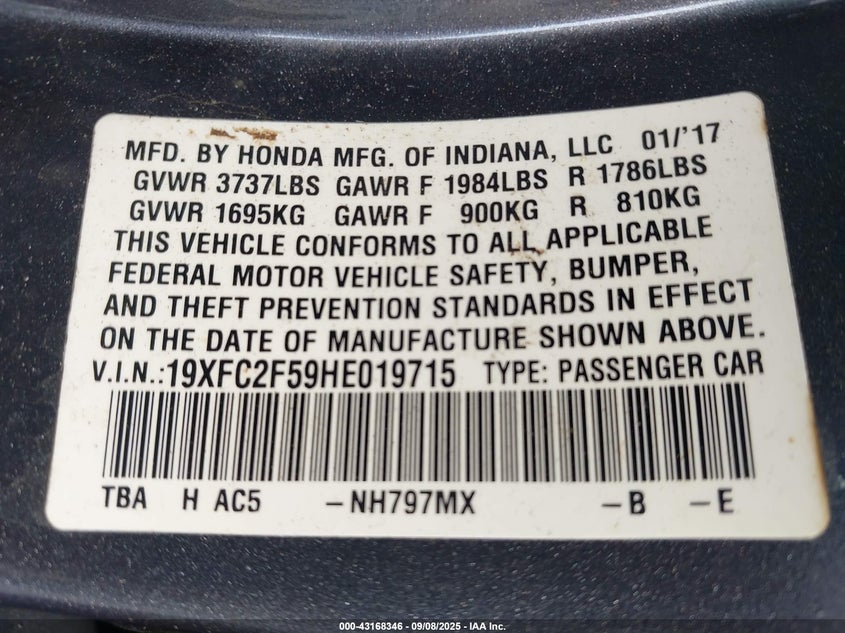 MFD. BY HONDA MFG. OF INDIANA, LLC 01/'17
GVWR 3737LBS GAWR F 1984LBS R 1786LBS
GVWR 1695KG GAWR F 900KG R 810KG
THIS VEHICLE CONFORMS TO ALL APPLICABLE
FEDERAL MOTOR VEHICLE SAFETY, BUMPER,
AND THEFT PREVENTION STANDARDS IN EFFECT
ON THE DATE OF MANUFACTURE SHOWN ABOVE.
V.I.N.:19XFC2F59HE019715 TYPE: PASSENGER CAR
TBA H AC5 –NH797MX –B –E
000-43168346 - 09/08/2025 - IAA Inc.